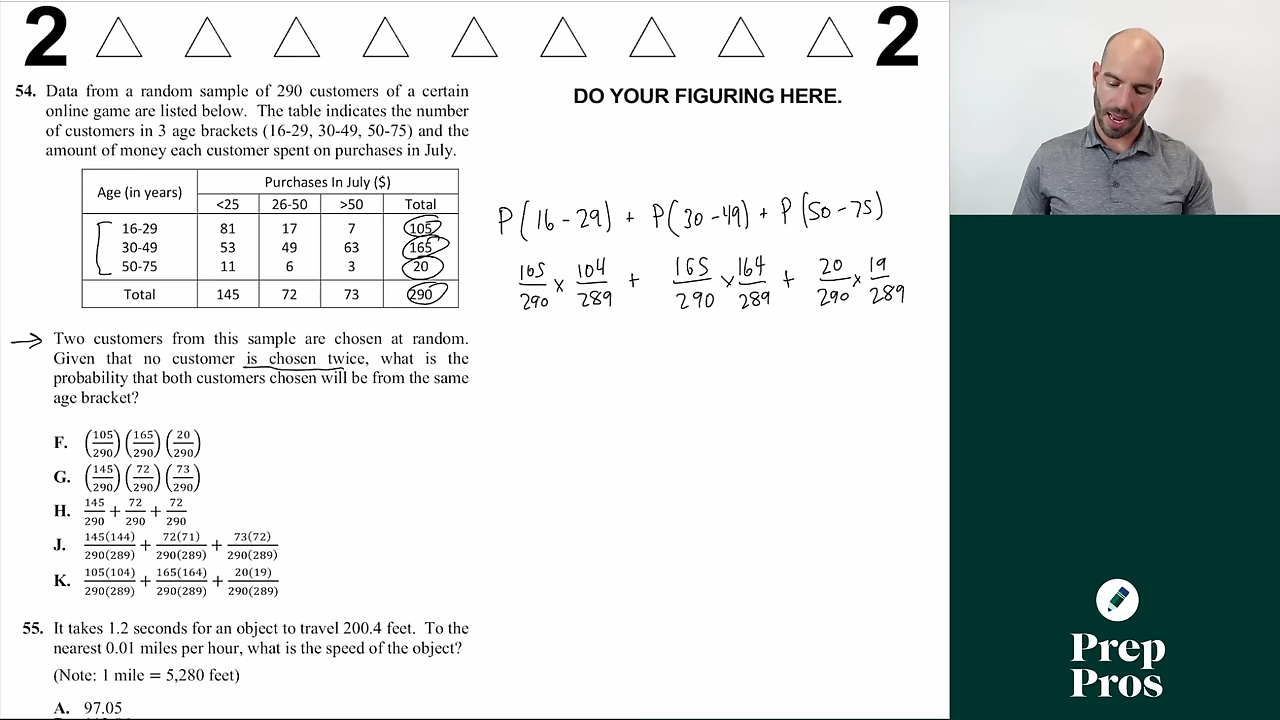 2 2
54. Data from a random sample of 290 customers of a certain
online game are listed below. The table indicates the number
of customers in 3 age brackets (16-29, 30-49, 50-75) and the
amount of money each customer spent on purchases in July.
Age (in years) Purchases In July ($)
<25 26-50 >50 Total
16-29 81 17 7 105
30-49 53 49 63 165
50-75 11 6 3 20
Total 145 72 73 290
Two customers from this sample are chosen at random.
Given that no customer is chosen twice, what is the
probability that both customers chosen will be from the same
age bracket?
F. (105/290)(165/290)(20/290)
G. (145/290)(72/290)(73/290)
H. 145/290 + 72/290 + 72/290
J. 145(144)/290(289) + 72(71)/290(289) + 73(72)/290(289)
K. 105(104)/290(289) + 165(164)/290(289) + 20(19)/290(289)
55. It takes 1.2 seconds for an object to travel 200.4 feet. To the
nearest 0.01 miles per hour, what is the speed of the object?
(Note: 1 mile = 5,280 feet)
A. 97.05
DO YOUR FIGURING HERE.
P(16-29) + P(30-49) + P(50-75)
105/290 × 104/289 + 165/290 × 164/289 + 20/290 × 19/289
Prep
Pros